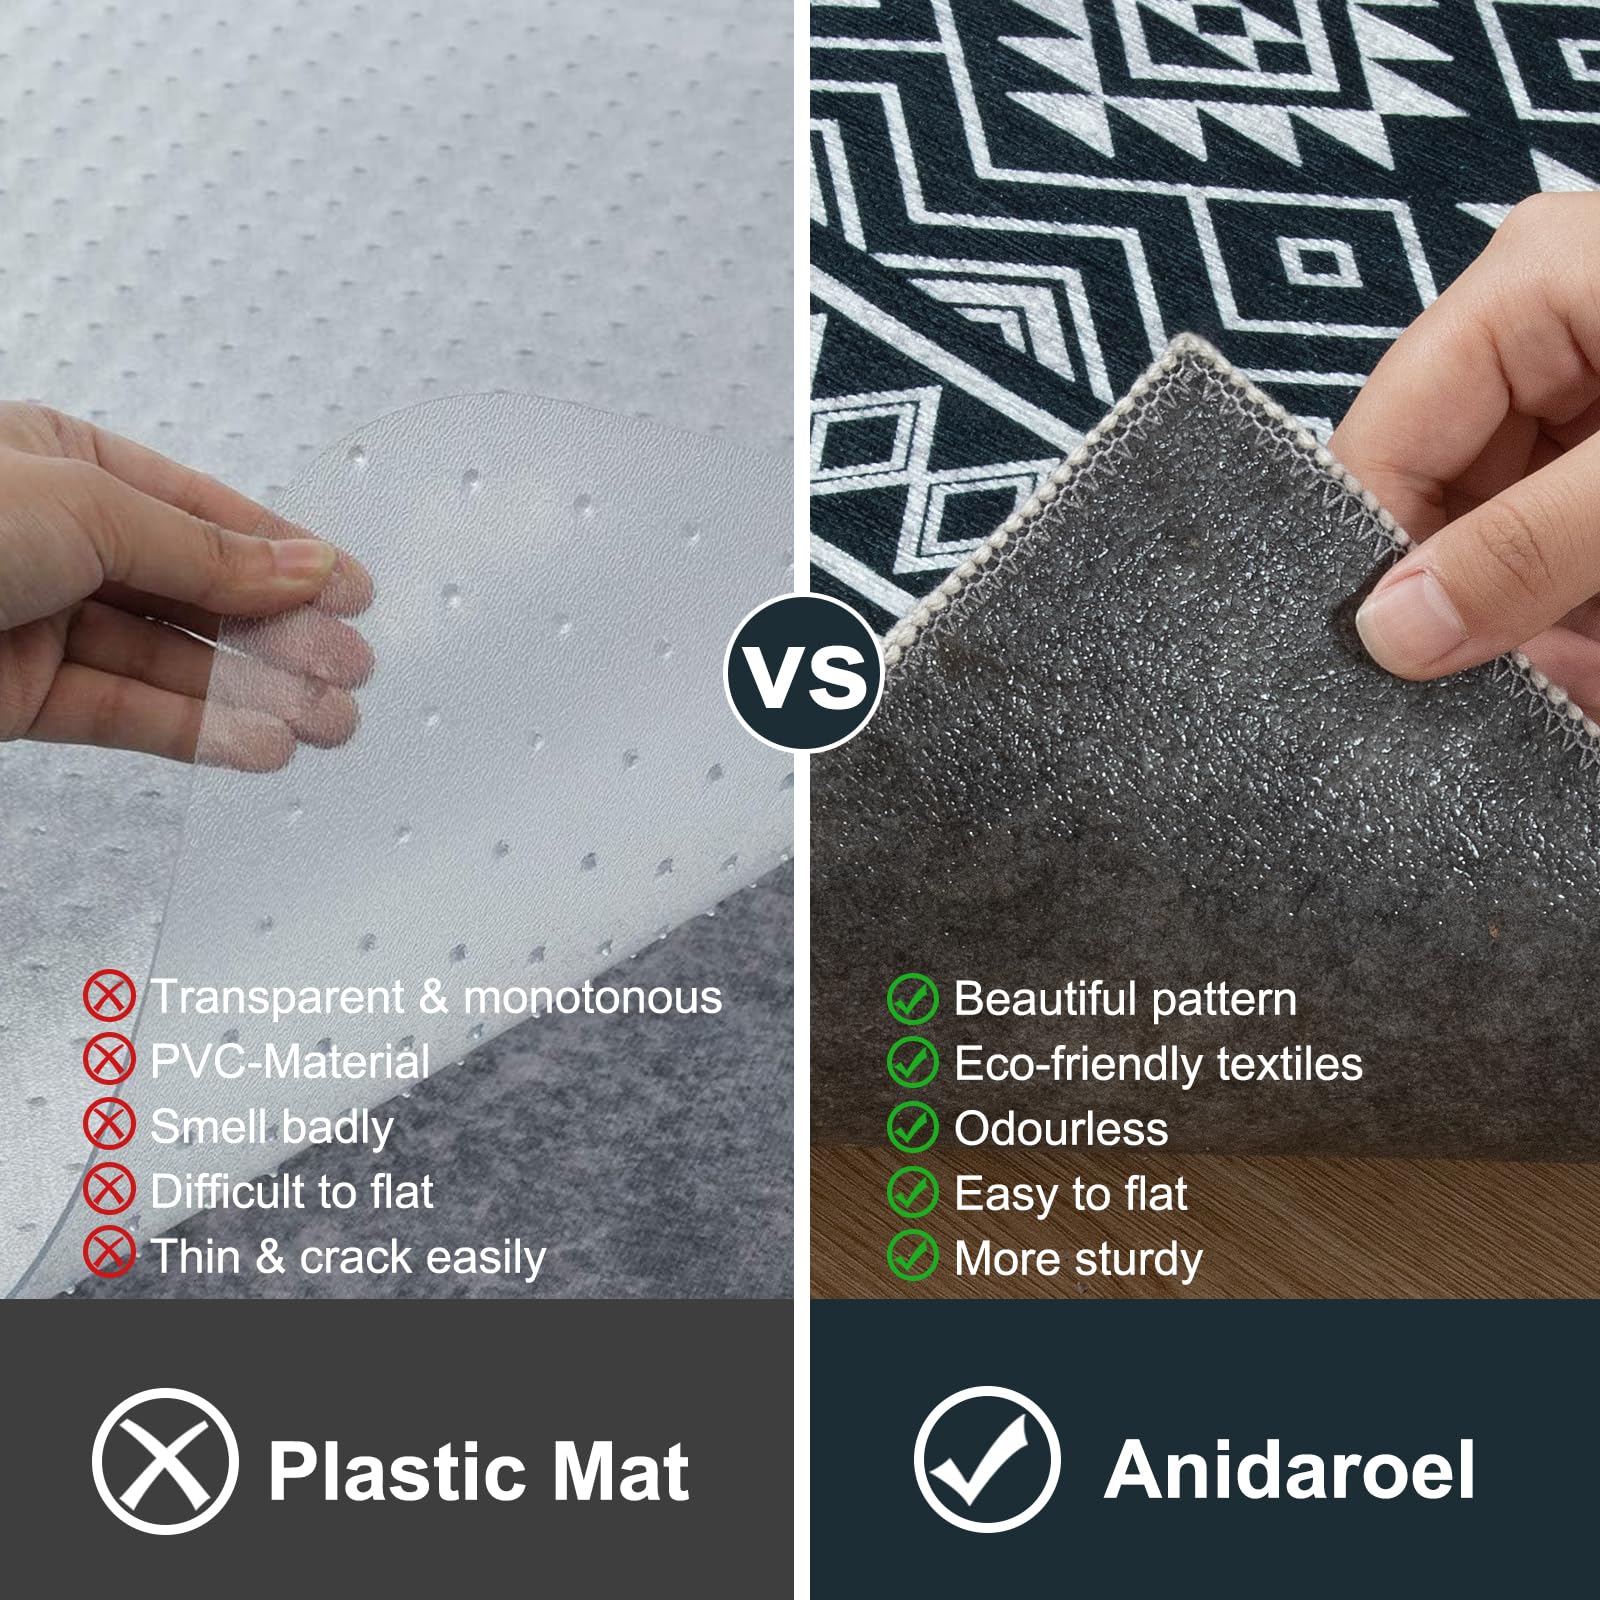 VS
Transparent & monotonous
PVC-Material
Smell badly
Difficult to flat
Thin & crack easily
Plastic Mat
Beautiful pattern
Eco-friendly textiles
Odourless
Easy to flat
More sturdy
Anidaroel